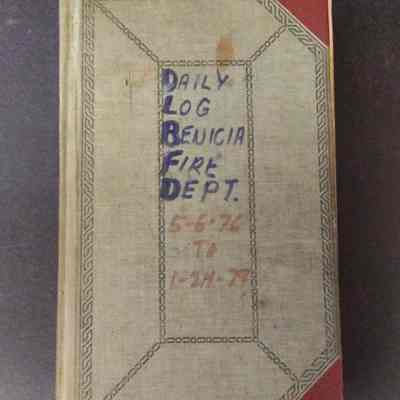 DAILY
LOG
BENICIA
FIRE
DEPT.
5-6-76
TO
1-24-79